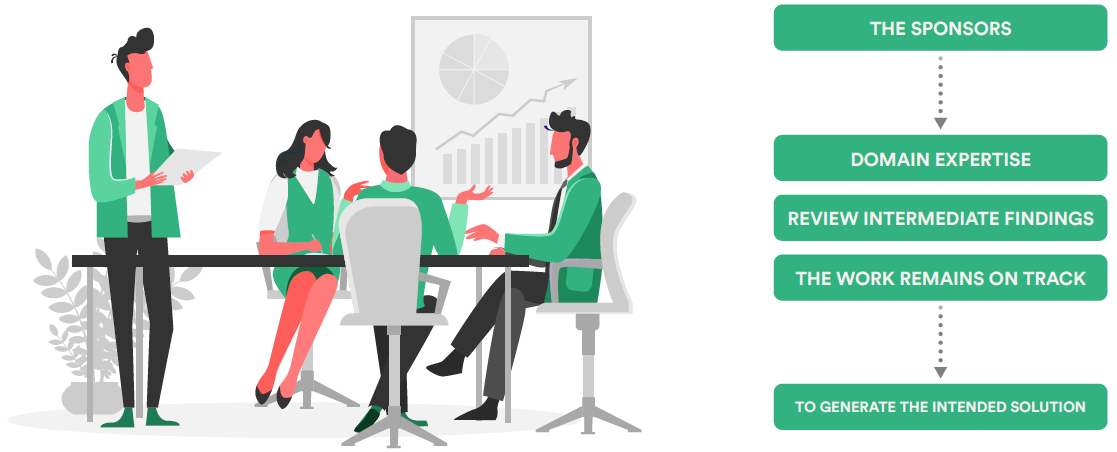 THE SPONSORS
DOMAIN EXPERTISE
REVIEW INTERMEDIATE FINDINGS
THE WORK REMAINS ON TRACK
TO GENERATE THE INTENDED SOLUTION